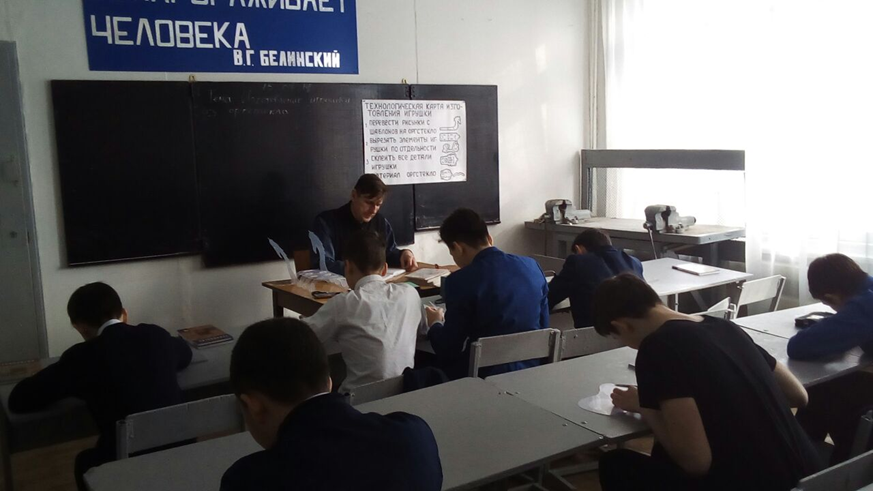 ЧЕЛОВЕКА
В.Г. БЕЛИНСКИЙ
ТЕХНОЛОГИЧЕСКАЯ КАРТА ИЗГО-
ТОВЛЕНИЯ ИГРУШКИ
ПЕРЕВЕСТИ РИСУНКИ С
ШАБЛОНОВ НА ОРГСТЕКЛО
ВЫРЕЗАТЬ ЭЛЕМЕНТЫ ИГ
РУШКИ ПО ОТДЕЛЬНОСТИ
СКЛЕИТЬ ВСЕ ДЕТАЛИ
ИГРУШКИ
МАТЕРИАЛ ОРГСТЕКЛО